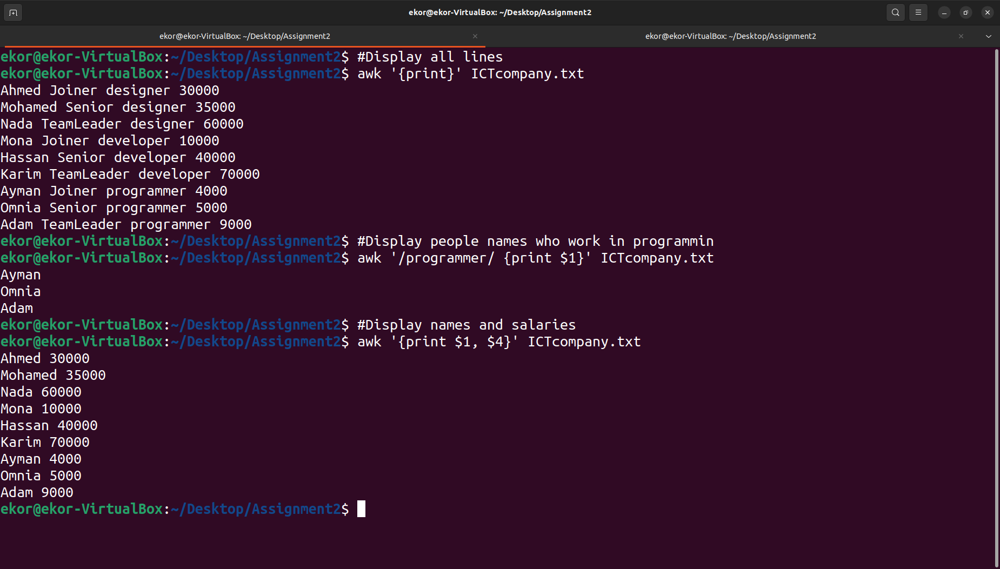 ekor@ekor-VirtualBox: ~/Desktop/Assignment2
ekor@ekor-VirtualBox: ~/Desktop/Assignment2
ekor@ekor-VirtualBox: ~/Desktop/Assignment2
ekor@ekor-VirtualBox:~/Desktop/Assignment2$ #Display all lines
ekor@ekor-VirtualBox:~/Desktop/Assignment2$ awk '{print}' ICTcompany.txt
Ahmed Joiner designer 30000
Mohamed Senior designer 35000
Nada TeamLeader designer 60000
Mona Joiner developer 10000
Hassan Senior developer 40000
Karim TeamLeader developer 70000
Ayman Joiner programmer 4000
Omnia Senior programmer 5000
Adam TeamLeader programmer 9000
ekor@ekor-VirtualBox:~/Desktop/Assignment2$ #Display people names who work in programmin
ekor@ekor-VirtualBox:~/Desktop/Assignment2$ awk '/programmer/ {print $1}' ICTcompany.txt
Ayman
Omnia
Adam
ekor@ekor-VirtualBox:~/Desktop/Assignment2$ #Display names and salaries
ekor@ekor-VirtualBox:~/Desktop/Assignment2$ awk '{print $1, $4}' ICTcompany.txt
Ahmed 30000
Mohamed 35000
Nada 60000
Mona 10000
Hassan 40000
Karim 70000
Ayman 4000
Omnia 5000
Adam 9000
ekor@ekor-VirtualBox:~/Desktop/Assignment2$